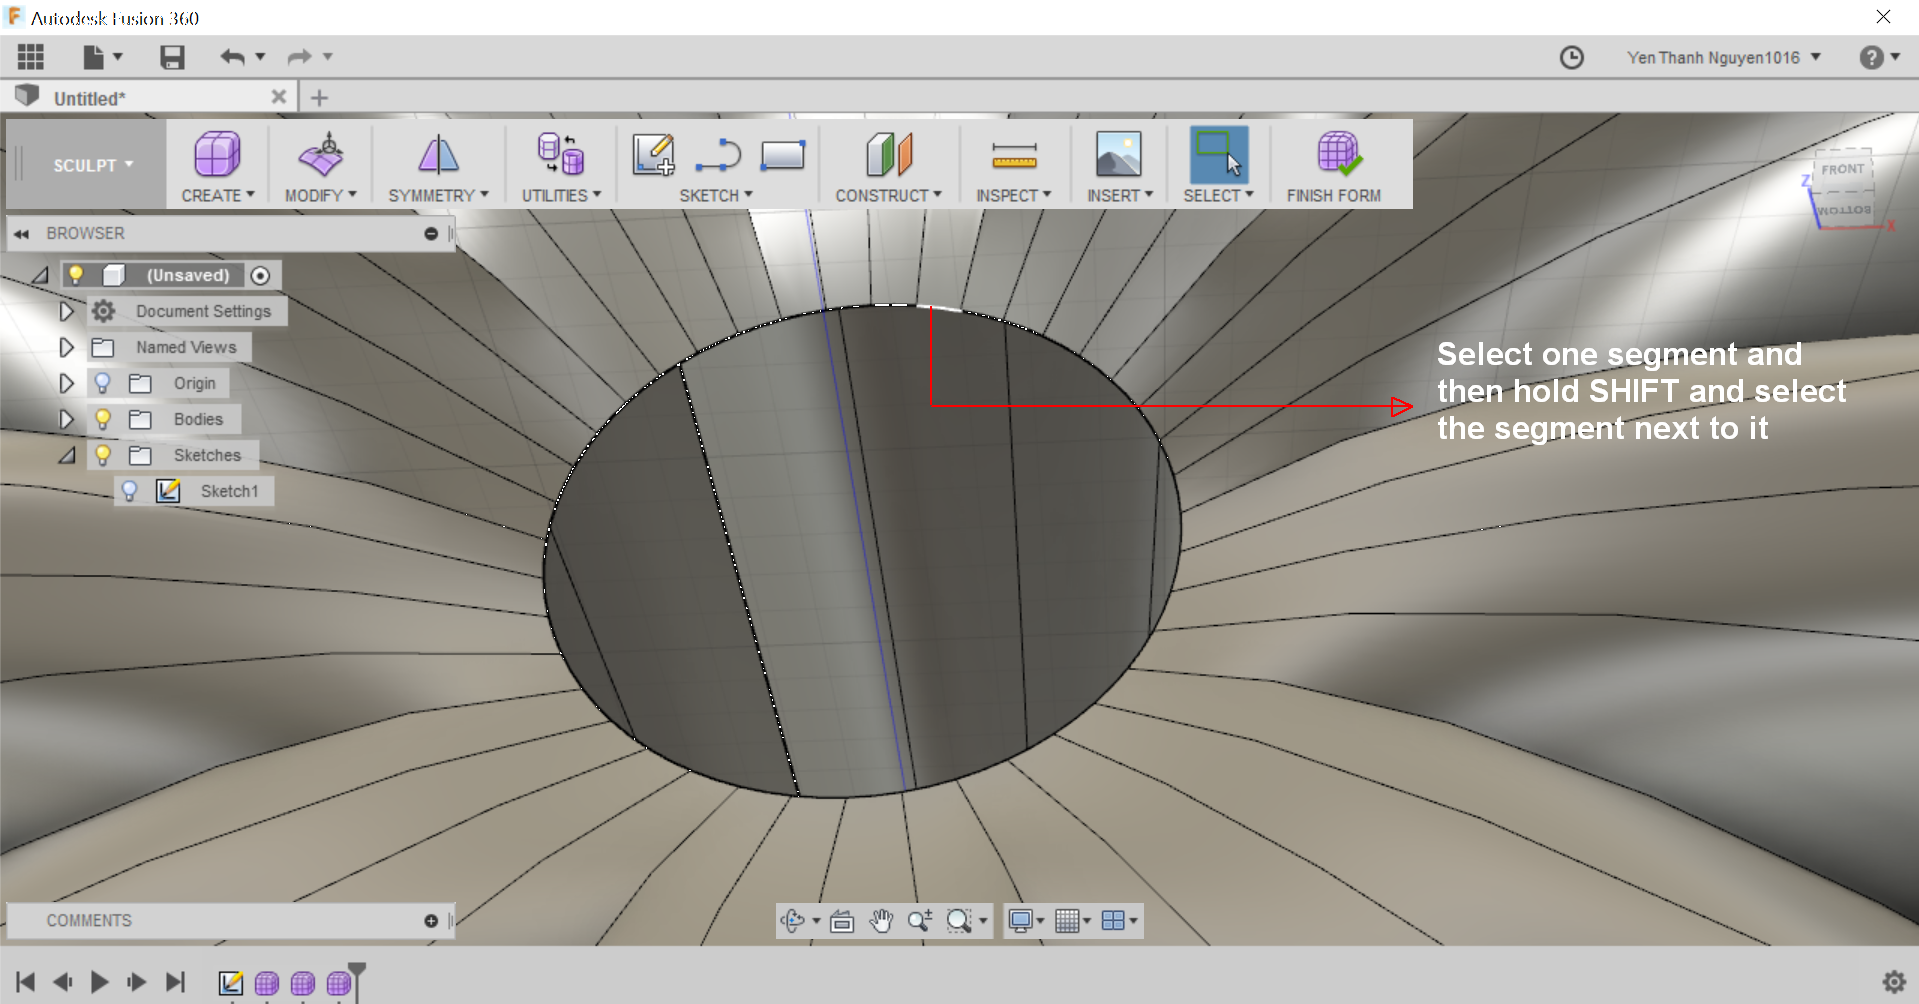 Autodesk Fusion 360
Yen Thanh Nguyen1016
Untitled*
SCULPT
CREATE
MODIFY
SYMMETRY
UTILITIES
SKETCH
CONSTRUCT
INSPECT
INSERT
SELECT
FINISH FORM
FRONT
BOTTOM
Z
X
BROWSER
(Unsaved)
Document Settings
Named Views
Origin
Bodies
Sketches
Sketch1
Select one segment and
then hold SHIFT and select
the segment next to it
COMMENTS